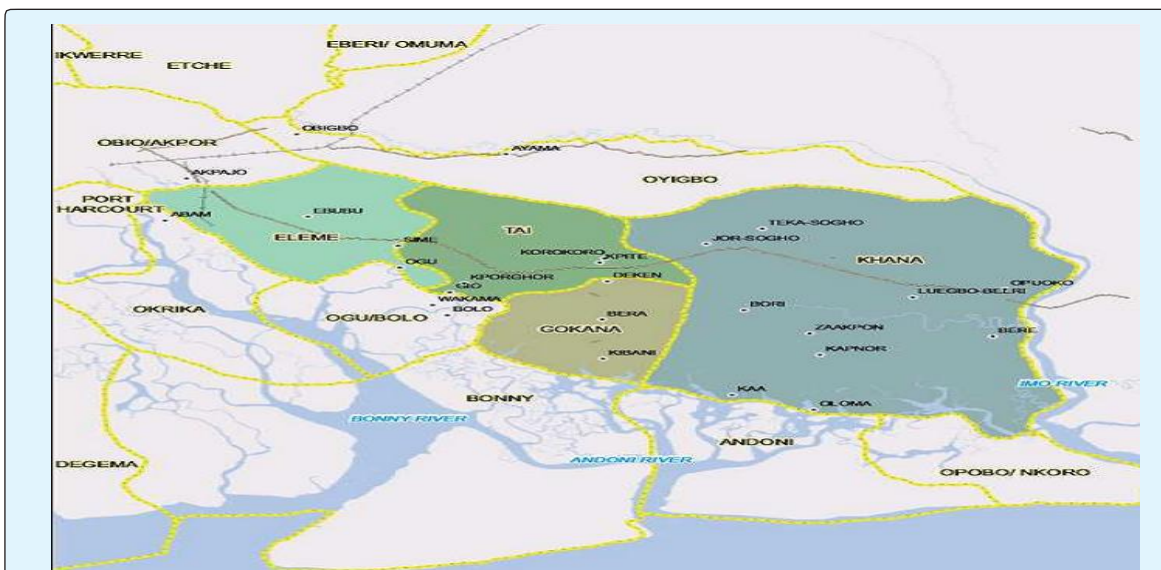 EBERI/ OMUMA
IKWERRE
ETCHE
OBIGBO
OBIO/AKPOR
AYAMA
AKPAJO
OYIGBO
PORT
HARCOURT
ABAM
EBUBU
TEKA-SOGHO
TAI
ELEME
SIME
JOR-SOGHO
KOROKORO
KPITE
KHANA
OGU
KPORGHOR
DEKEN
OPUOKO
GIO
LUEGBO-BEERI
WAKAMA
OKRIKA
OGU/BOLO
BOLO
BORI
BERA
GOKANA
ZAAKPON
BERE
KIBANI
KAPNOR
IMO RIVER
BONNY
KAA
OLOMA
BONNY RIVER
ANDONI
DEGEMA
ANDONI RIVER
OPOBO/ NKORO